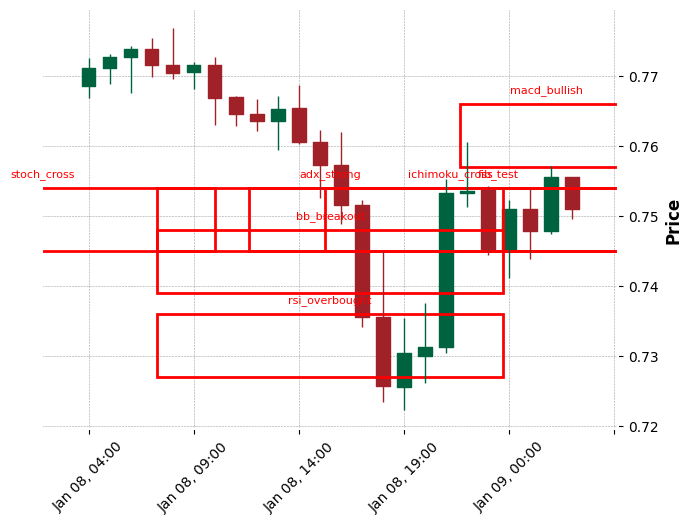 macd_bullish
0.77
0.76
stoch_cross
adx_strong
ichimoku_cross
fib_test
bb_breakout
0.75
Price
0.74
rsi_overbought
0.73
0.72
Jan 08, 04:00
Jan 08, 09:00
Jan 08, 14:00
Jan 08, 19:00
Jan 09, 00:00